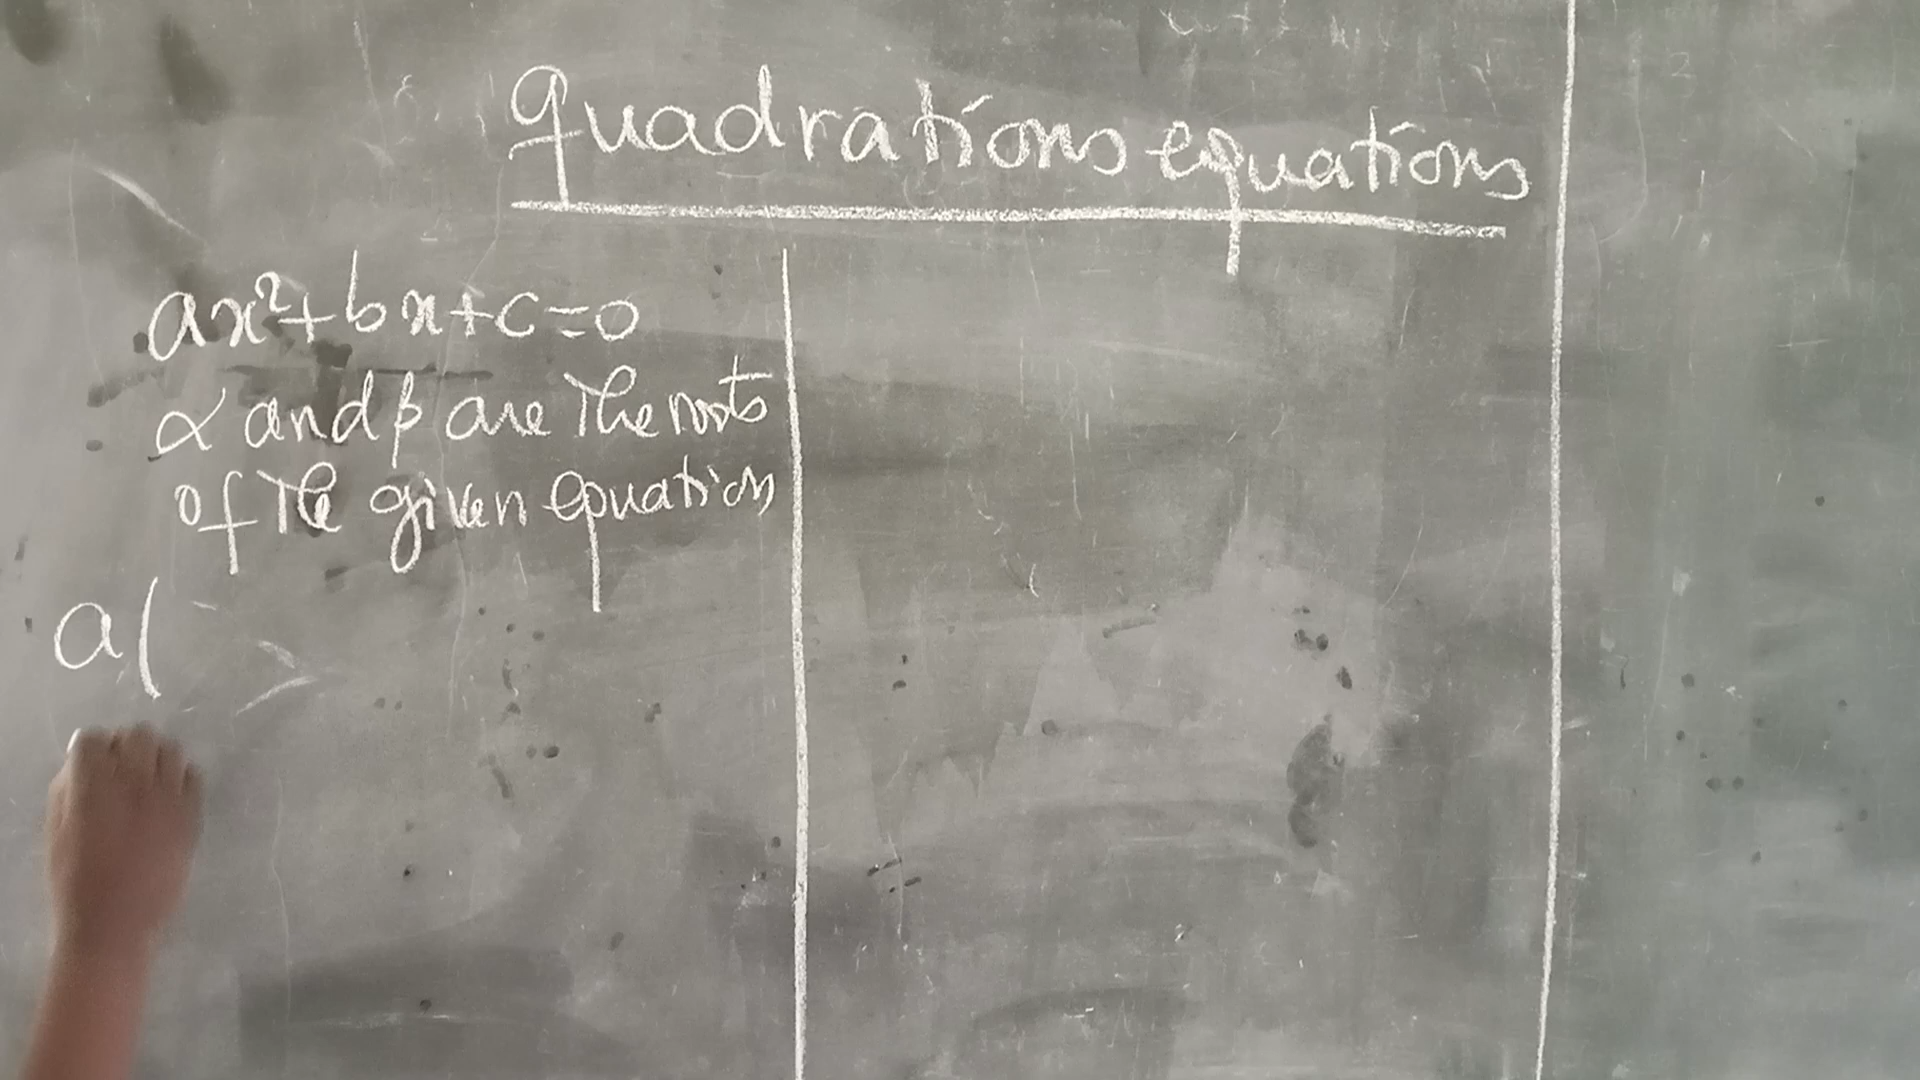 quadrations equations
ax²+bx+c=0
α and β are the roots
of the given equation
a(